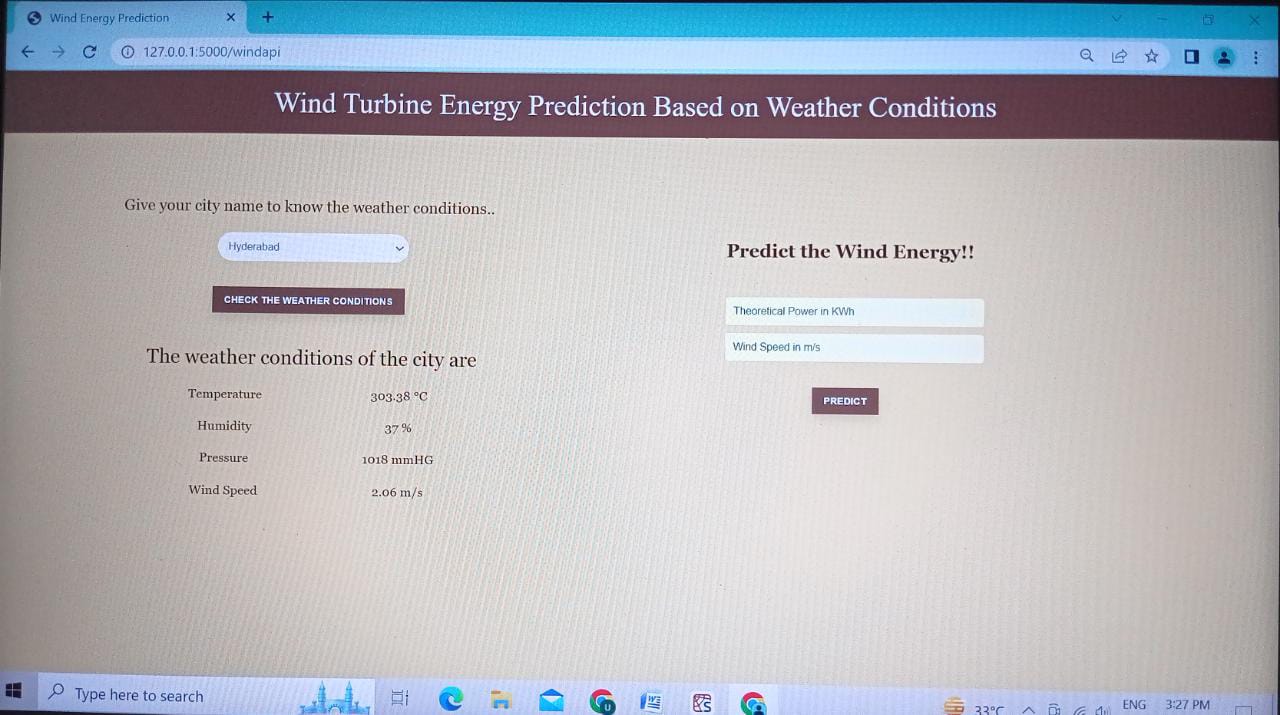 Wind Energy Prediction
127.0.0.1:5000/windapi
Wind Turbine Energy Prediction Based on Weather Conditions
Give your city name to know the weather conditions..
Hyderabad
CHECK THE WEATHER CONDITIONS
The weather conditions of the city are
Temperature 303.38 °C
Humidity 37 %
Pressure 1018 mmHG
Wind Speed 2.06 m/s
Predict the Wind Energy!!
Theoretical Power in KWh
Wind Speed in m/s
PREDICT
Type here to search
U
33°C
ENG
3:27 PM